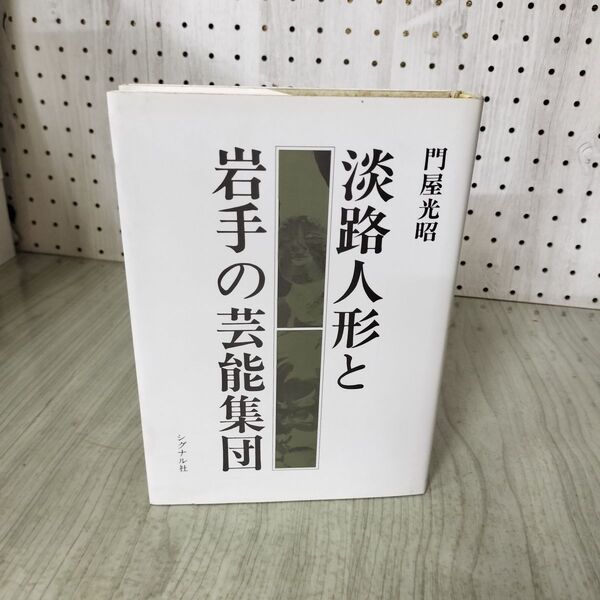 門屋光昭
淡路人形と
岩手の芸能集団
シグナル社